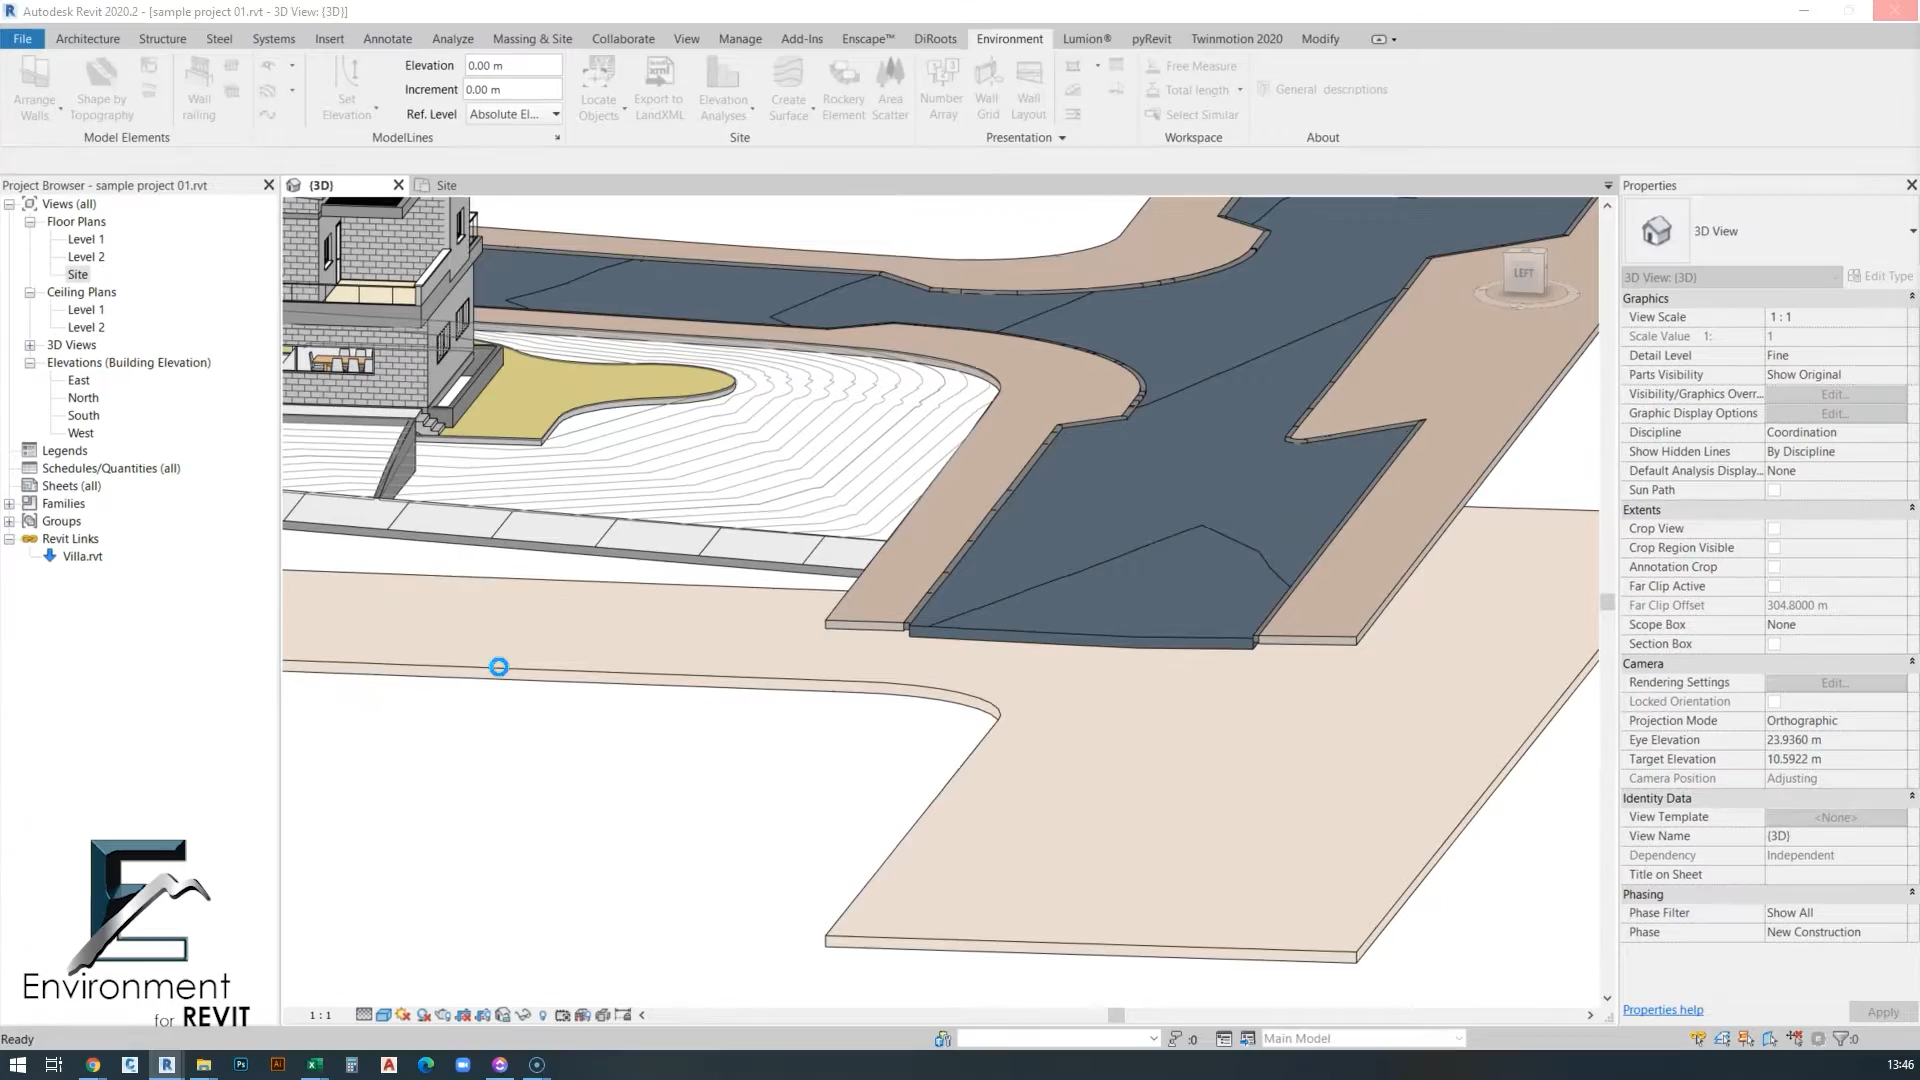 Autodesk Revit 2020.2 - [sample project 01.rvt - 3D View: {3D}]
File Architecture Structure Steel Systems Insert Annotate Analyze Massing & Site Collaborate View Manage Add-Ins Enscape™ DiRoots Environment Lumion® pyRevit Twinmotion 2020 Modify
Arrange Walls
Shape by Topography
Wall railing
Model Elements
Set Elevation
Elevation 0.00 m
Increment 0.00 m
Ref. Level Absolute El...
ModelLines
Locate Objects
Export to LandXML
Elevation Analyses
Create Surface
Rockery Element
Area Scatter
Site
Number Array
Wall Grid
Wall Layout
Presentation
Free Measure
Total length
Select Similar
Workspace
General descriptions
About
Project Browser - sample project 01.rvt
Views (all)
Floor Plans
Level 1
Level 2
Site
Ceiling Plans
Level 1
Level 2
3D Views
Elevations (Building Elevation)
East
North
South
West
Legends
Schedules/Quantities (all)
Sheets (all)
Families
Groups
Revit Links
Villa.rvt
Environment
for REVIT
{3D}
Site
LEFT
1 : 1
Properties
3D View
3D View: {3D} Edit Type
Graphics
View Scale 1 : 1
Scale Value 1: 1
Detail Level Fine
Parts Visibility Show Original
Visibility/Graphics Overr... Edit...
Graphic Display Options Edit...
Discipline Coordination
Show Hidden Lines By Discipline
Default Analysis Display... None
Sun Path
Extents
Crop View
Crop Region Visible
Annotation Crop
Far Clip Active
Far Clip Offset 304.8000 m
Scope Box None
Section Box
Camera
Rendering Settings Edit...
Locked Orientation
Projection Mode Orthographic
Eye Elevation 23.9360 m
Target Elevation 10.5922 m
Camera Position Adjusting
Identity Data
View Template <None>
View Name {3D}
Dependency Independent
Title on Sheet
Phasing
Phase Filter Show All
Phase New Construction
Properties help Apply
Ready
:0
Main Model
:0
13:46